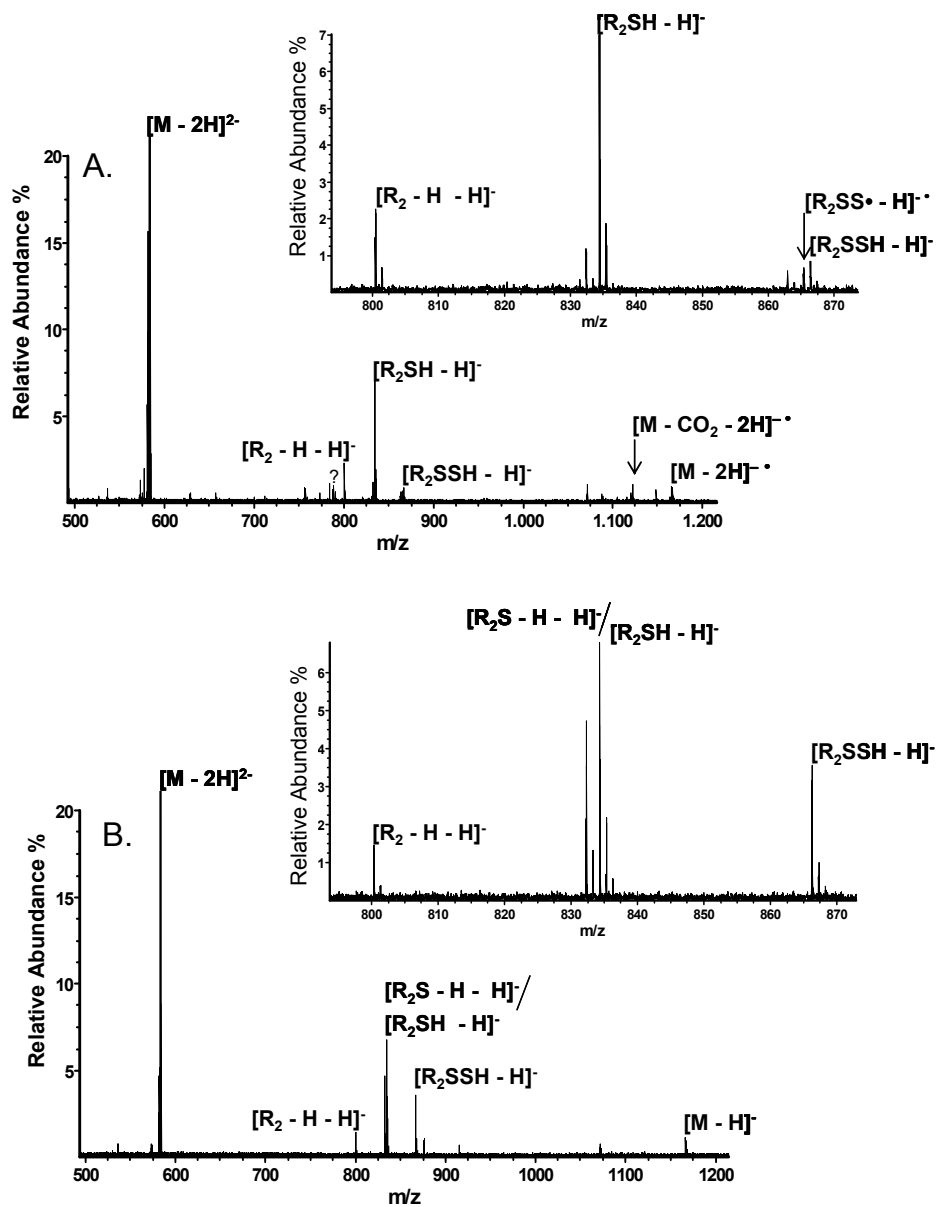 [R₂SH - H]⁻
7
6
5
4
3
2
1
Relative Abundance %
[R₂ - H - H]⁻
[R₂SS• - H]⁻•
[R₂SSH - H]⁻
800 810 820 830 840 850 860 870
m/z
[M - 2H]²⁻
A.
20
15
10
5
Relative Abundance %
[R₂SH - H]⁻
[R₂ - H - H]⁻
?
[R₂SSH - H]⁻
[M - CO₂ - 2H]⁻•
[M - 2H]⁻•
500 600 700 800 900 1.000 1.100 1.200
m/z
[R₂S - H - H]⁻/
[R₂SH - H]⁻
6
5
4
3
2
1
Relative Abundance %
[R₂ - H - H]⁻
[R₂SSH - H]⁻
800 810 820 830 840 850 860 870
m/z
[M - 2H]²⁻
B.
20
15
10
5
Relative Abundance %
[R₂S - H - H]⁻/
[R₂SH - H]⁻
[R₂SSH - H]⁻
[R₂ - H - H]⁻
[M - H]⁻
500 600 700 800 900 1000 1100 1200
m/z